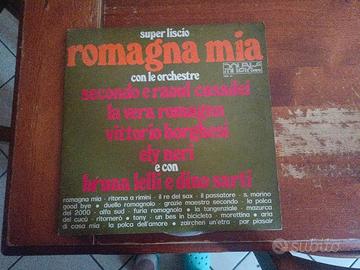 super liscio
romagna mia
con le orchestre
secondo e raoul casadei
la vera romagna
vittorio borghesi
ely neri
e con
bruna lelli e dino sarti
romagna mia - ritorna a rimini - il re del sax - il passatore - s. marino
good bye • duello romagnolo - grazie maestro secondo - la polca
del 2000 - alfa sud - furia romagnola - la tangenziale - mazurca
del cucù - ritornerò • tony - un bes in bicicleta - morettina • aria
di casa mia - la polca dell'amore - zairchen un'etra - par piasair
subito